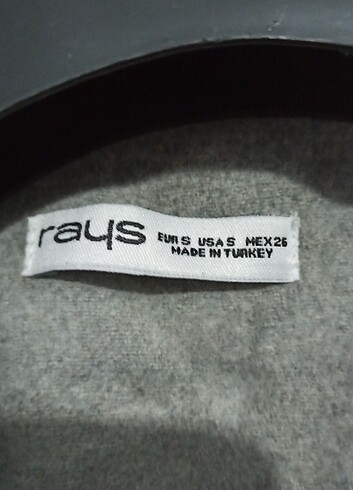 rays EUR S USA S MEX 26
MADE IN TURKEY